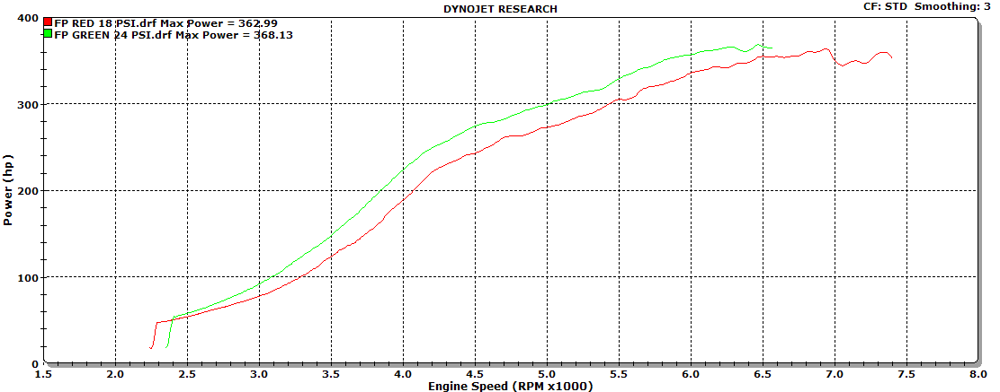 DYNOJET RESEARCH
CF: STD Smoothing: 3
FP RED 18 PSI.drf Max Power = 362.99
FP GREEN 24 PSI.drf Max Power = 368.13
400
300
200
100
0
Power (hp)
1.5 2.0 2.5 3.0 3.5 4.0 4.5 5.0 5.5 6.0 6.5 7.0 7.5 8.0
Engine Speed (RPM x1000)